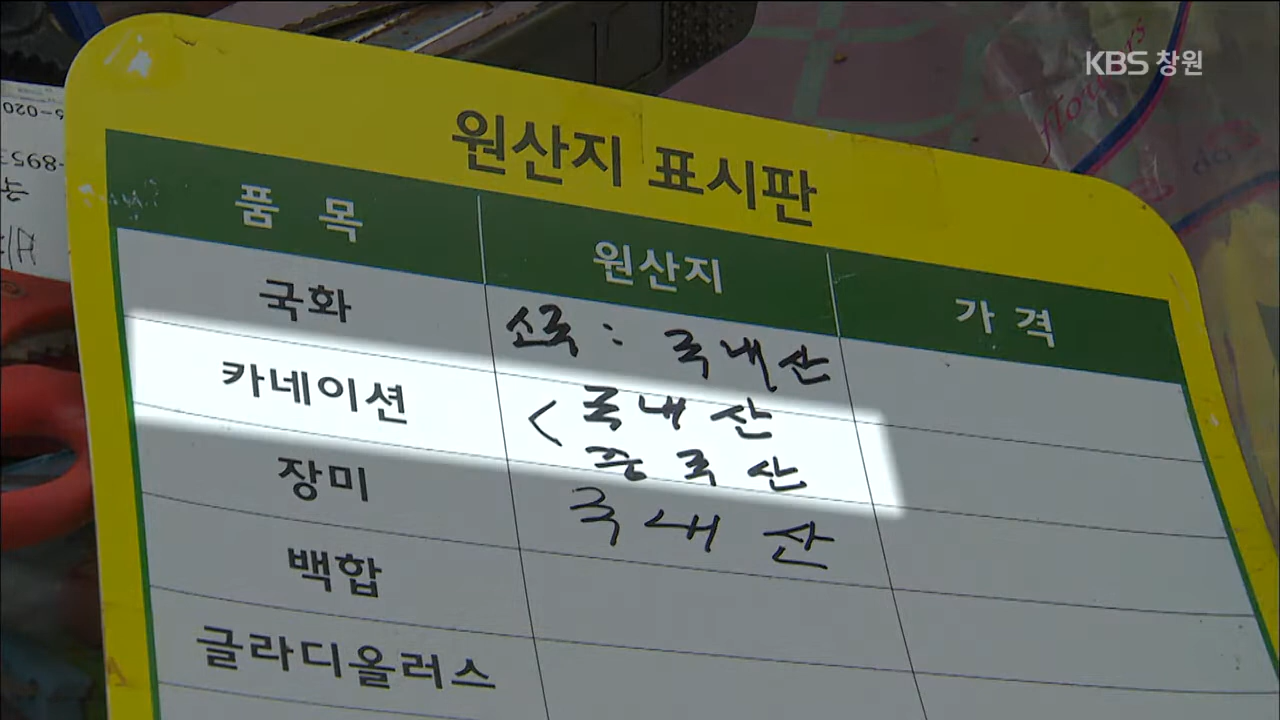 KBS 창원
원산지 표시판
품 목 원산지 가 격
국화 소국 : 국내산
카네이션 < 국내산
중국산
장미 국내산
백합
글라디올러스
flowers